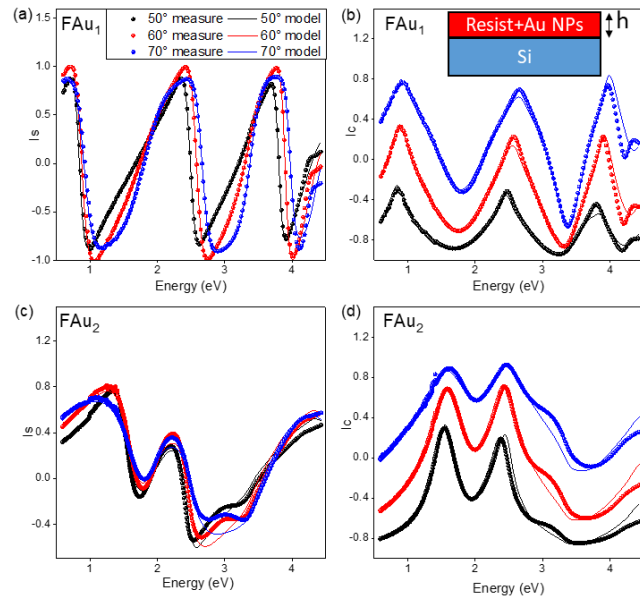 (a) FAu1
50° measure 50° model
60° measure 60° model
70° measure 70° model
Is
1.0
0.5
0.0
-0.5
-1.0
1 2 3 4
Energy (eV)
(b) FAu1
Resist+Au NPs
h
Si
Ic
1.2
0.8
0.4
0.0
-0.4
-0.8
1 2 3 4
Energy (eV)
(c) FAu2
Is
1.2
0.8
0.4
0.0
-0.4
1 2 3 4
Energy (eV)
(d) FAu2
Ic
1.2
0.8
0.4
0.0
-0.4
-0.8
1 2 3 4
Energy (eV)